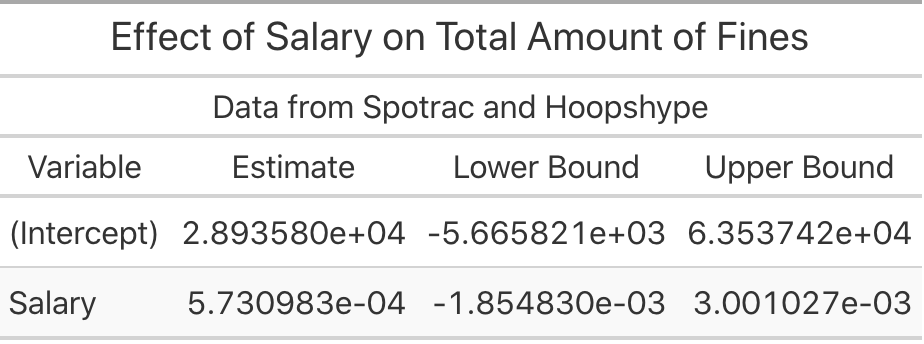 Effect of Salary on Total Amount of Fines
Data from Spotrac and Hoopshype
Variable Estimate Lower Bound Upper Bound
(Intercept) 2.893580e+04 -5.665821e+03 6.353742e+04
Salary 5.730983e-04 -1.854830e-03 3.001027e-03